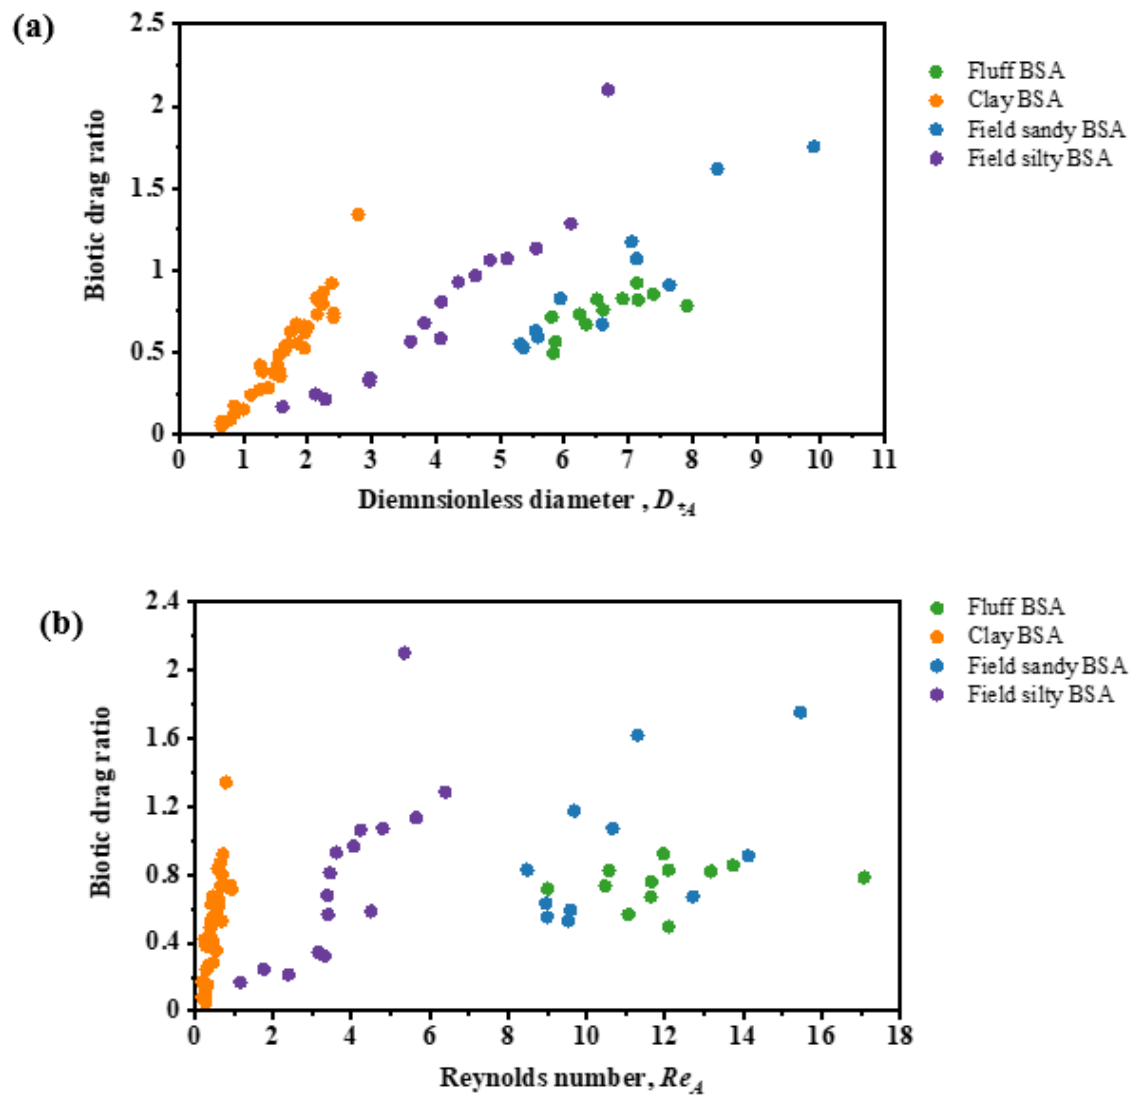 (a)
2.5
2
1.5
1
0.5
0
0 1 2 3 4 5 6 7 8 9 10 11
Biotic drag ratio
Diemnsionless diameter , D*A
Fluff BSA
Clay BSA
Field sandy BSA
Field silty BSA
(b)
2.4
2
1.6
1.2
0.8
0.4
0
0 2 4 6 8 10 12 14 16 18
Biotic drag ratio
Reynolds number, ReA
Fluff BSA
Clay BSA
Field sandy BSA
Field silty BSA